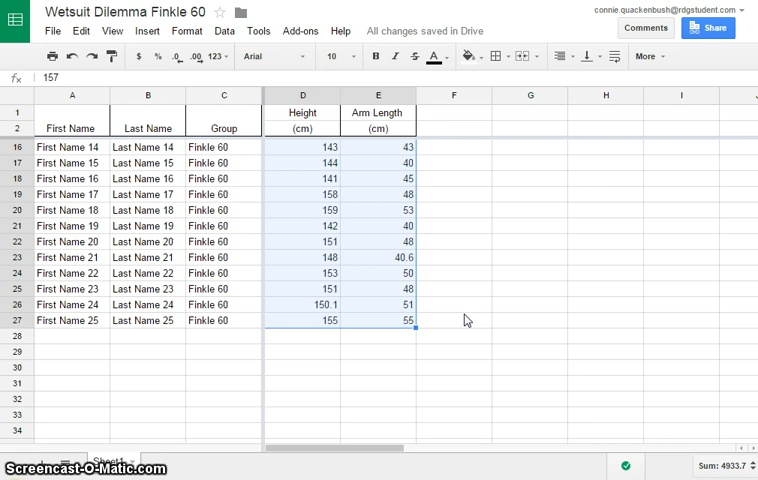 Wetsuit Dilemma Finkle 60
connie.quackenbush@rdgstudent.com
File Edit View Insert Format Data Tools Add-ons Help All changes saved in Drive
Comments Share
$ % .0 .00 123 Arial 10 B I S A More
fx 157
A B C D E F G H I
1 Height Arm Length
2 First Name Last Name Group (cm) (cm)
16 First Name 14 Last Name 14 Finkle 60 143 43
17 First Name 15 Last Name 15 Finkle 60 144 40
18 First Name 16 Last Name 16 Finkle 60 141 45
19 First Name 17 Last Name 17 Finkle 60 158 48
20 First Name 18 Last Name 18 Finkle 60 159 53
21 First Name 19 Last Name 19 Finkle 60 142 40
22 First Name 20 Last Name 20 Finkle 60 151 48
23 First Name 21 Last Name 21 Finkle 60 148 40.6
24 First Name 22 Last Name 22 Finkle 60 153 50
25 First Name 23 Last Name 23 Finkle 60 151 48
26 First Name 24 Last Name 24 Finkle 60 150.1 51
27 First Name 25 Last Name 25 Finkle 60 155 55
28
29
30
31
32
33
34
Sheet1
Screencast-O-Matic.com Sum: 4933.7